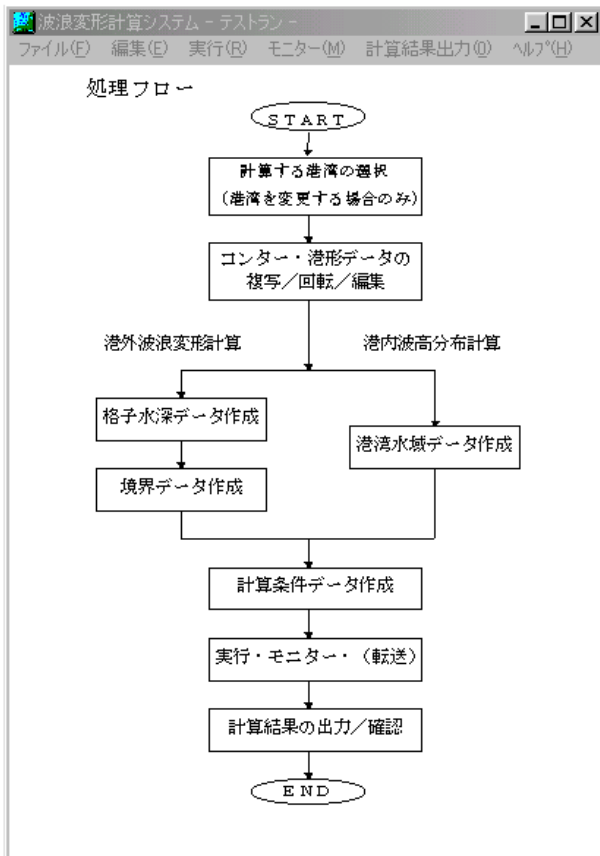 波浪変形計算システム - テストラン -
ファイル(F) 編集(E) 実行(R) モニター(M) 計算結果出力(O) ヘルプ(H)
処理フロー
START
計算する港湾の選択
(港湾を変更する場合のみ)
コンター・港形データの
複写/回転/編集
港外波浪変形計算
港内波高分布計算
格子水深データ作成
港湾水域データ作成
境界データ作成
計算条件データ作成
実行・モニター・(転送)
計算結果の出力/確認
END